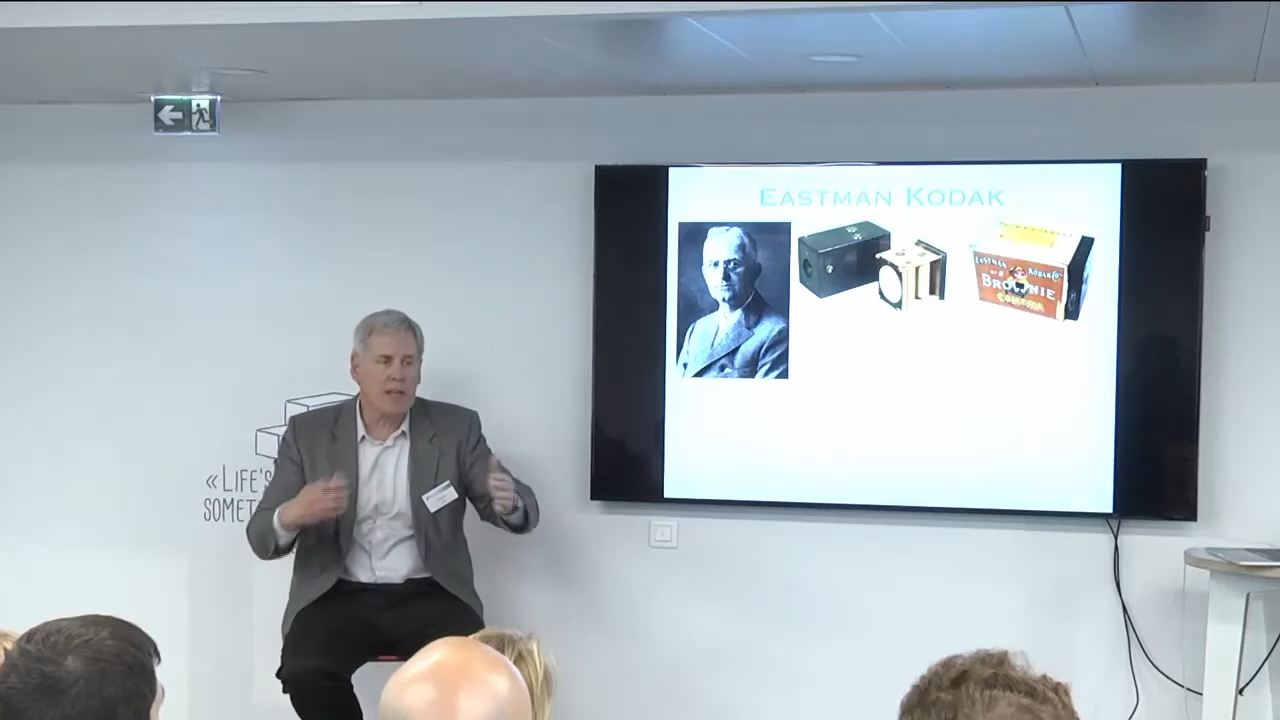 EASTMAN KODAK
EASTMAN KODAK CO'S
BROWNIE
CAMERA
«LIFE'S
SOMET